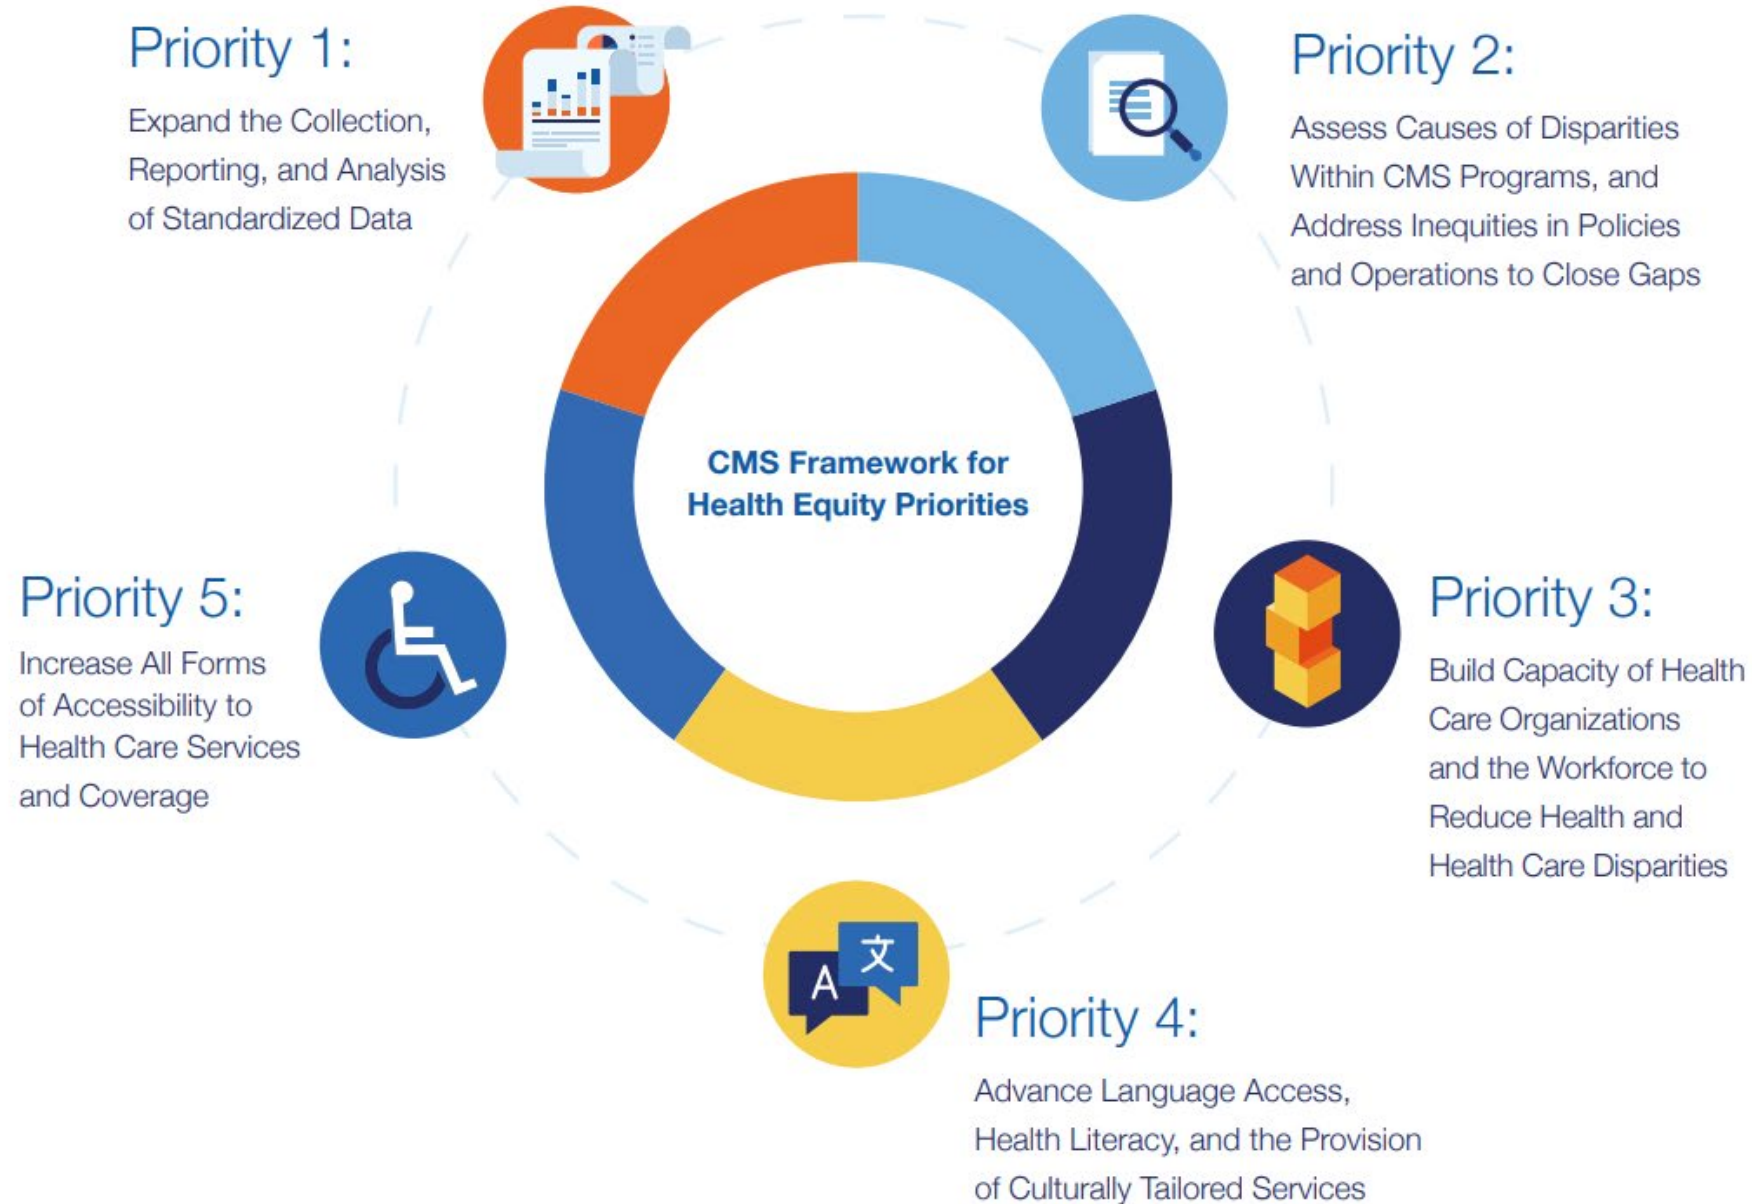 Priority 1:
Expand the Collection,
Reporting, and Analysis
of Standardized Data
Priority 2:
Assess Causes of Disparities
Within CMS Programs, and
Address Inequities in Policies
and Operations to Close Gaps
CMS Framework for
Health Equity Priorities
Priority 3:
Build Capacity of Health
Care Organizations
and the Workforce to
Reduce Health and
Health Care Disparities
Priority 4:
Advance Language Access,
Health Literacy, and the Provision
of Culturally Tailored Services
A
文
Priority 5:
Increase All Forms
of Accessibility to
Health Care Services
and Coverage